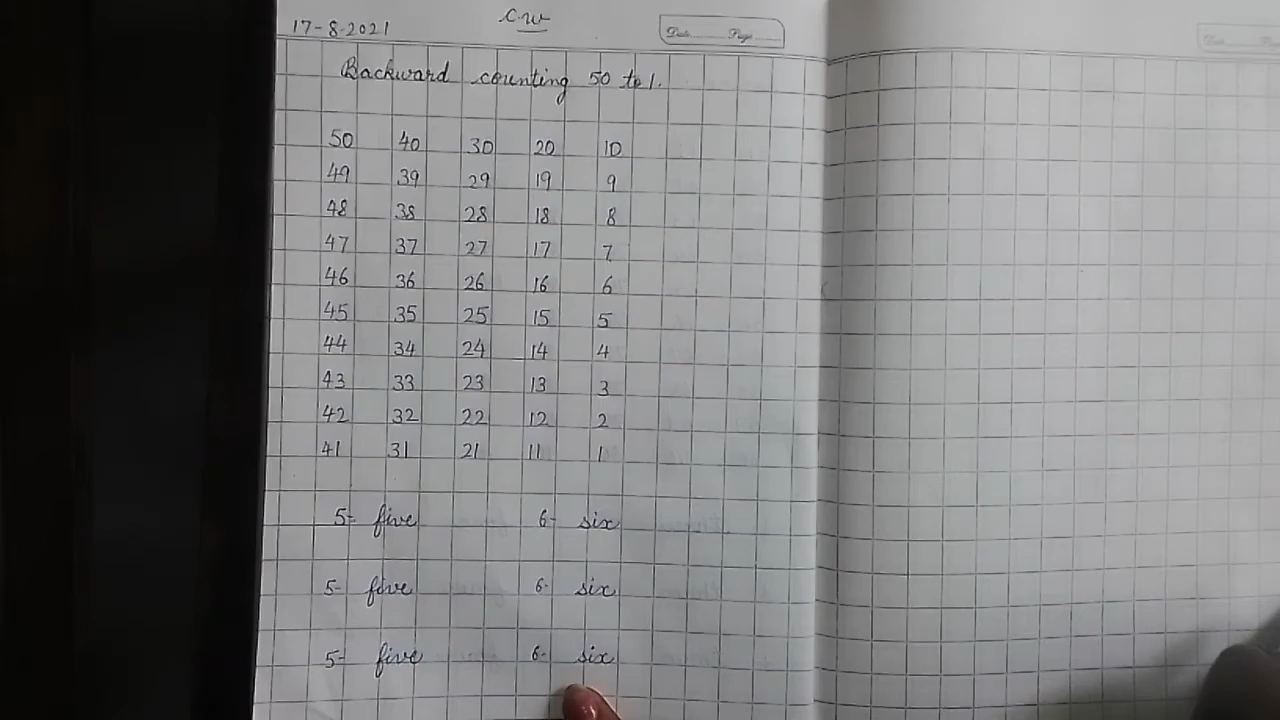 17-8-2021 C.W Date Page
Backward counting 50 to 1.
50 40 30 20 10
49 39 29 19 9
48 38 28 18 8
47 37 27 17 7
46 36 26 16 6
45 35 25 15 5
44 34 24 14 4
43 33 23 13 3
42 32 22 12 2
41 31 21 11 1
5- five 6- six
5- five 6- six
5- five 6- six